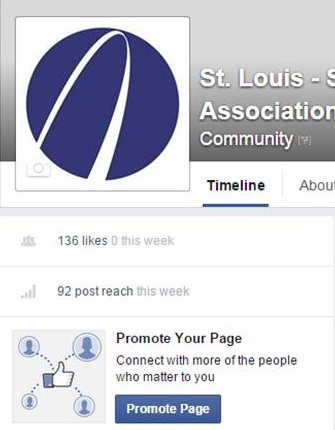 St. Louis - S
Association
Community [?]
Timeline
Abou
136 likes 0 this week
92 post reach this week
Promote Your Page
Connect with more of the people
who matter to you
Promote Page